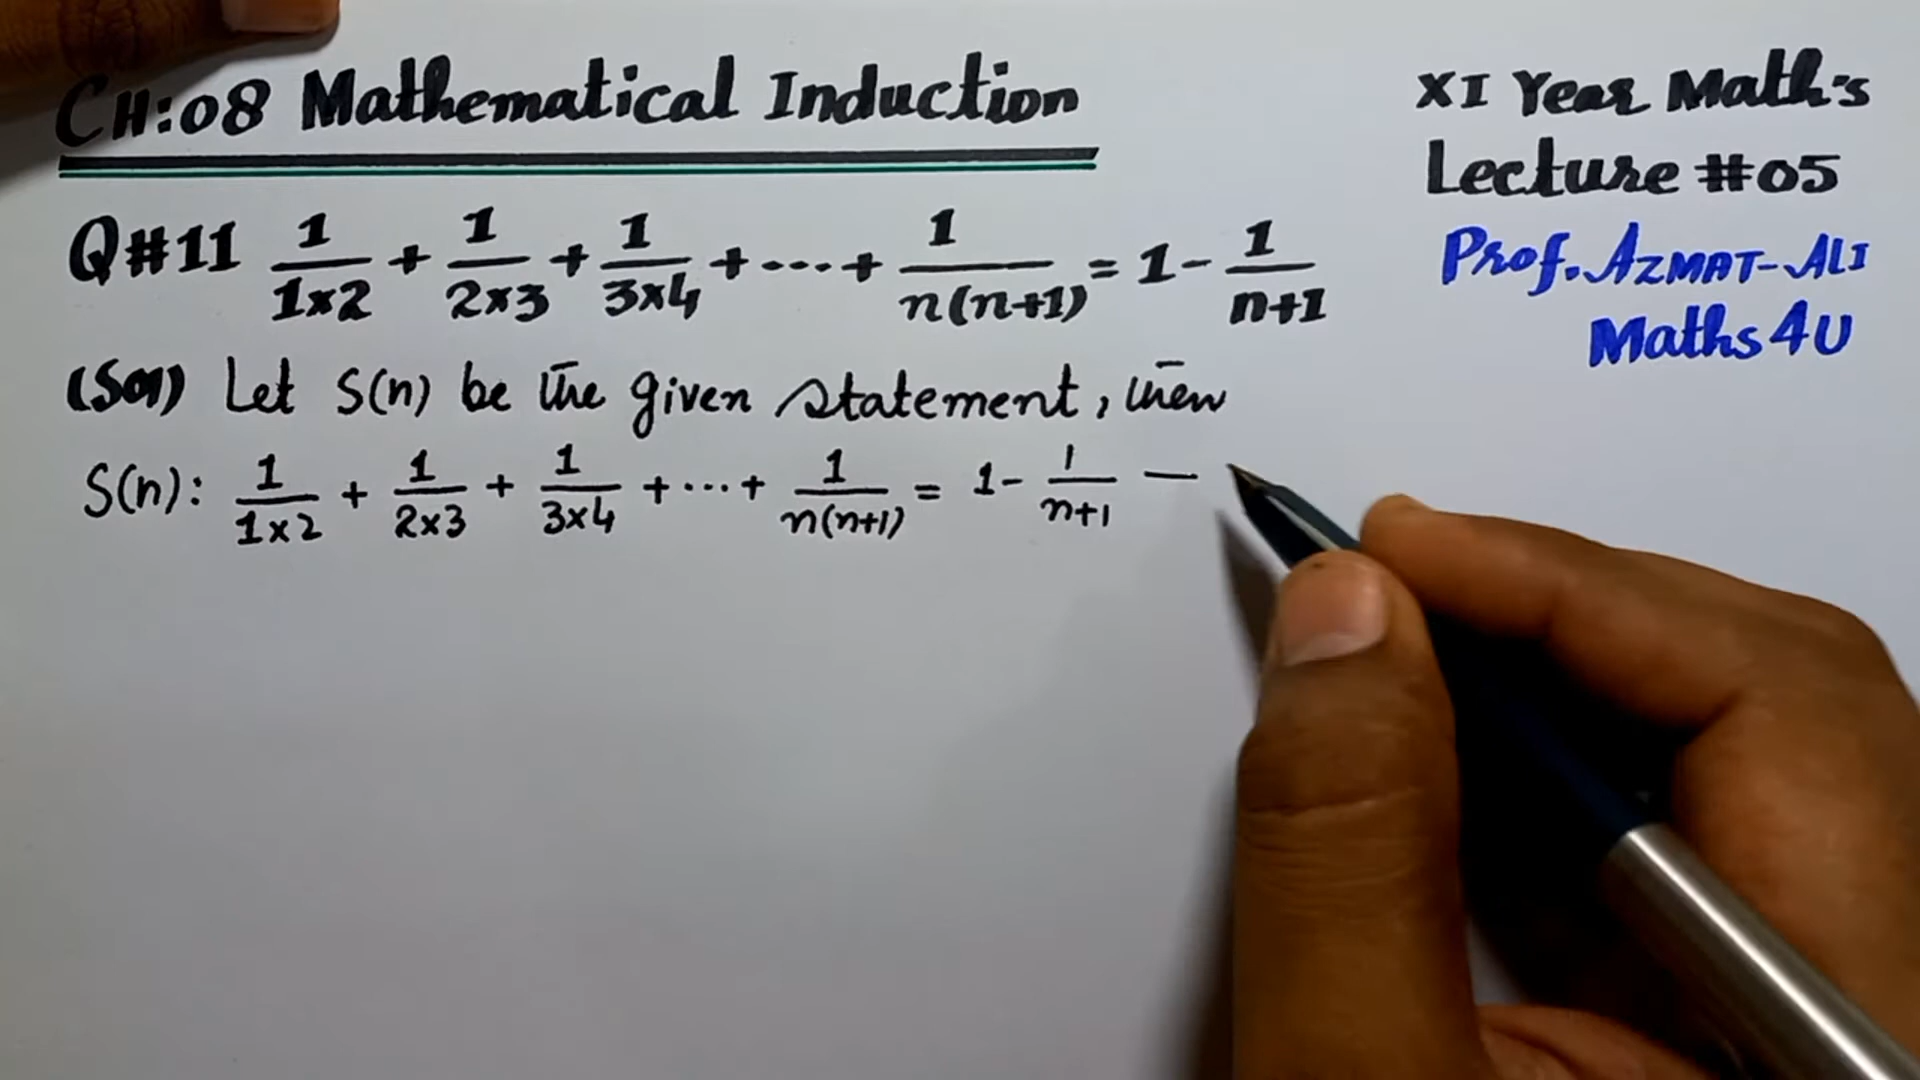 CH:08 Mathematical Induction
XI Year Math's
Lecture #05
Prof. AZMAT-ALI
Maths 4U
Q#11 1/(1×2) + 1/(2×3) + 1/(3×4) + ... + 1/(n(n+1)) = 1 - 1/(n+1)
(Sol) Let S(n) be the given statement, then
S(n): 1/(1×2) + 1/(2×3) + 1/(3×4) + ... + 1/(n(n+1)) = 1 - 1/(n+1) —